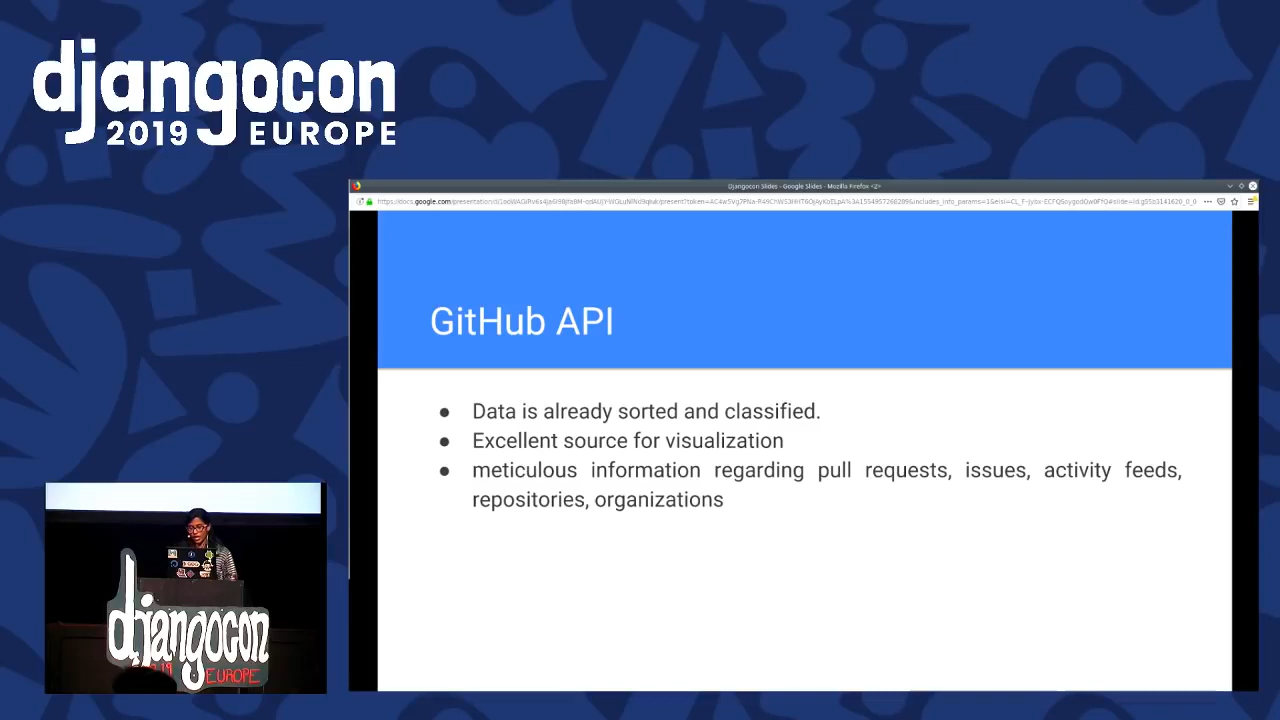 djangocon
2019 EUROPE
Djangocon Slides - Google Slides - Mozilla Firefox <2>
GitHub API
● Data is already sorted and classified.
● Excellent source for visualization
● meticulous information regarding pull requests, issues, activity feeds,
repositories, organizations
djangocon
EUROPE